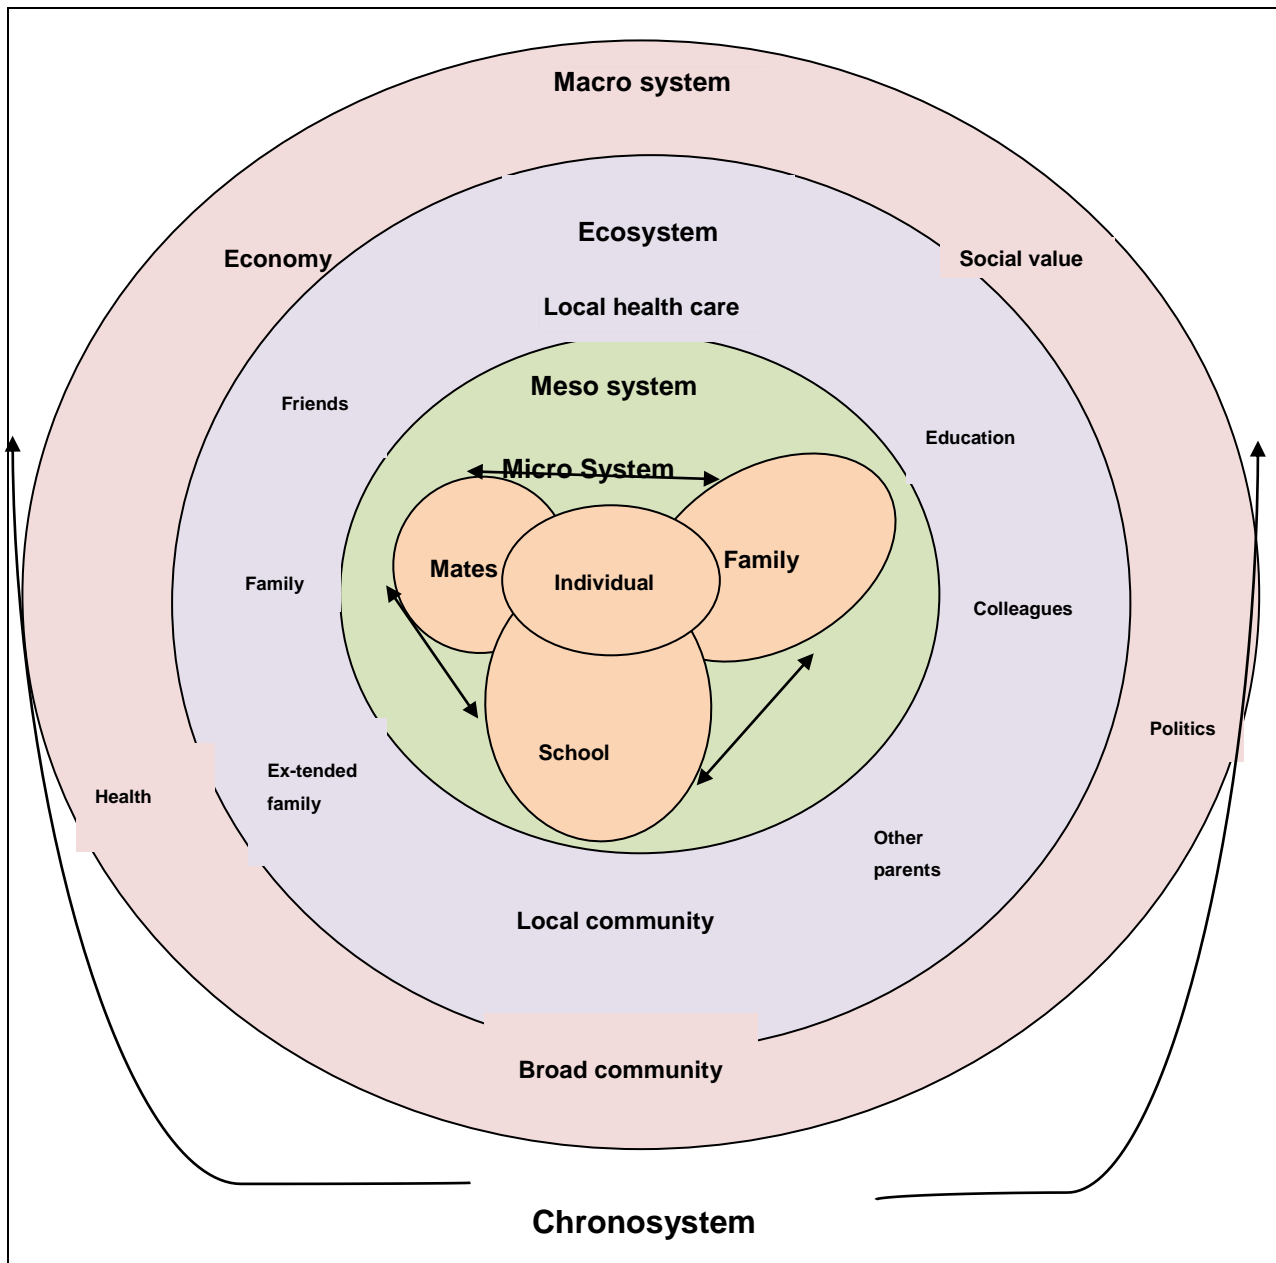 Macro system
Ecosystem
Economy
Social value
Local health care
Meso system
Friends
Education
Micro System
Mates
Individual
Family
Family
Colleagues
School
Politics
Ex-tended
family
Health
Other
parents
Local community
Broad community
Chronosystem